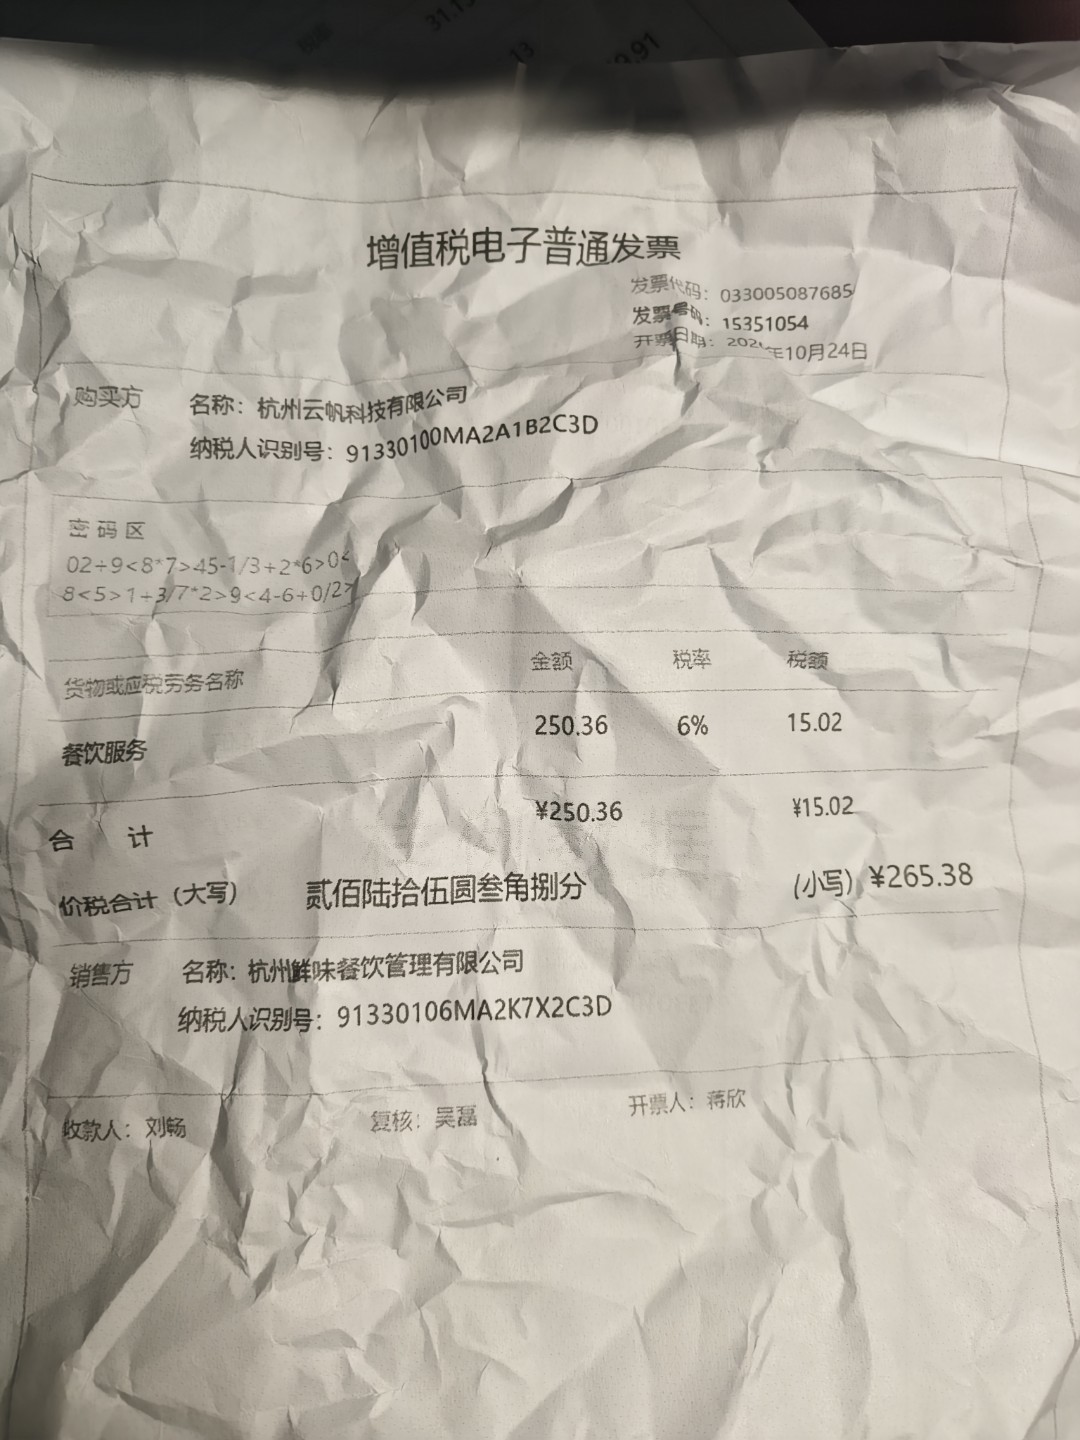 31.13
13
9.91
增值税电子普通发票
发票代码：033005087685
发票号码：15351054
开票日期： 年10月24日
购买方 名称：杭州云帆科技有限公司
纳税人识别号：91330100MA2A1B2C3D
密码区
02+9<8*7>45-1/3+2*6>0<
8<5>1+3/7*2>9<4-6+0/2>
货物或应税劳务名称 金额 税率 税额
餐饮服务 250.36 6% 15.02
合 计 ¥250.36 ¥15.02
价税合计（大写） 贰佰陆拾伍圆叁角捌分 （小写）¥265.38
销售方 名称：杭州鲜味餐饮管理有限公司
纳税人识别号：91330106MA2K7X2C3D
收款人：刘畅 复核：吴磊 开票人：蒋欣